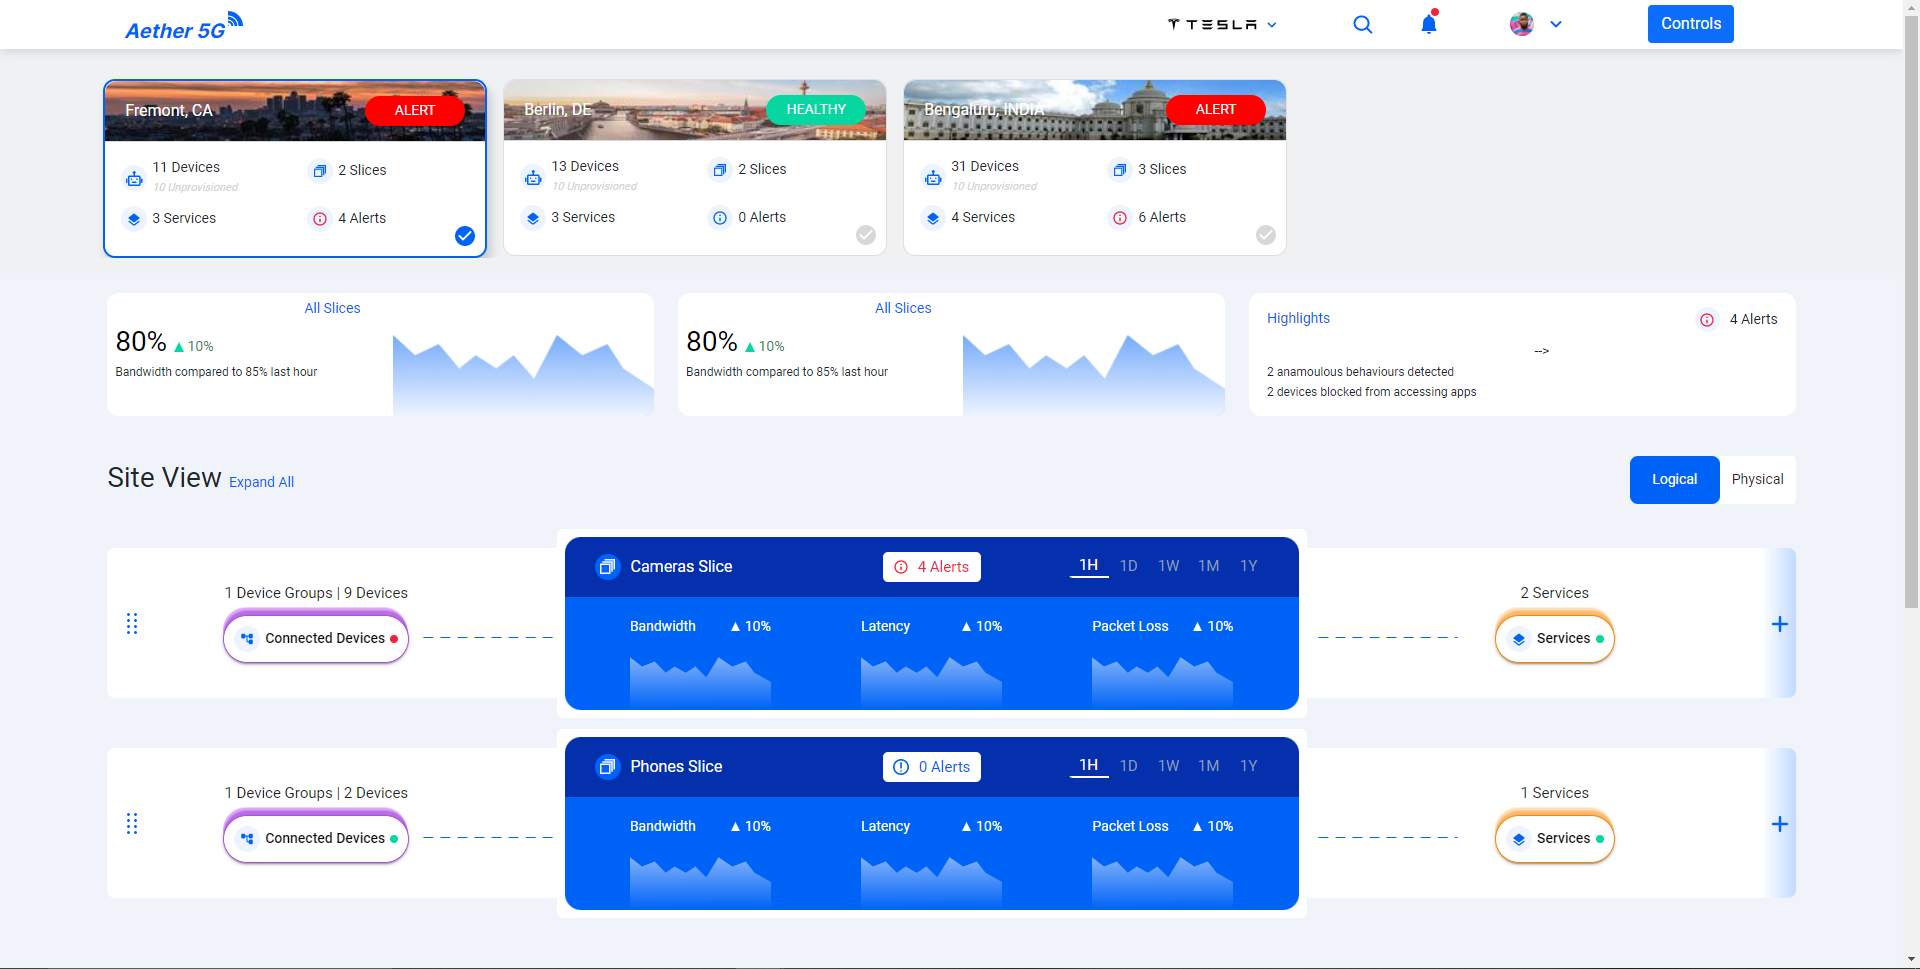 Aether 5G
TESLA
Controls
Fremont, CA
ALERT
11 Devices
10 Unprovisioned
2 Slices
3 Services
4 Alerts
Berlin, DE
HEALTHY
13 Devices
10 Unprovisioned
2 Slices
3 Services
0 Alerts
Bengaluru, INDIA
ALERT
31 Devices
10 Unprovisioned
3 Slices
4 Services
6 Alerts
All Slices
80% ▲ 10%
Bandwidth compared to 85% last hour
All Slices
80% ▲ 10%
Bandwidth compared to 85% last hour
Highlights
4 Alerts
-->
2 anamoulous behaviours detected
2 devices blocked from accessing apps
Site View Expand All
Logical Physical
1 Device Groups | 9 Devices
Connected Devices
Cameras Slice
4 Alerts
1H 1D 1W 1M 1Y
Bandwidth ▲ 10%
Latency ▲ 10%
Packet Loss ▲ 10%
2 Services
Services
+
1 Device Groups | 2 Devices
Connected Devices
Phones Slice
0 Alerts
1H 1D 1W 1M 1Y
Bandwidth ▲ 10%
Latency ▲ 10%
Packet Loss ▲ 10%
1 Services
Services
+